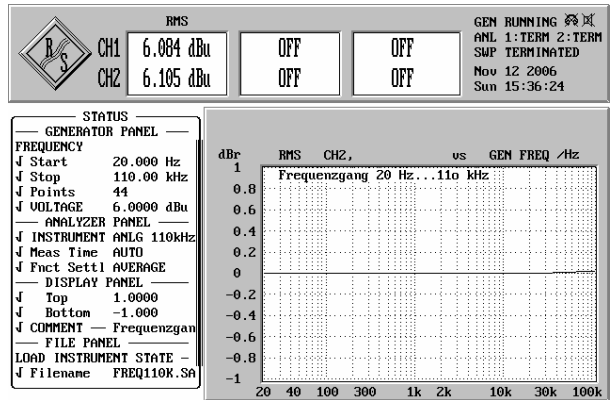 RMS
R
S
CH1 6.084 dBu OFF OFF
CH2 6.105 dBu OFF OFF
GEN RUNNING
ANL 1:TERM 2:TERM
SWP TERMINATED
Nov 12 2006
Sun 15:36:24
STATUS
GENERATOR PANEL
FREQUENCY
Start 20.000 Hz
Stop 110.00 kHz
Points 44
VOLTAGE 6.0000 dBu
ANALYZER PANEL
INSTRUMENT ANLG 110kHz
Meas Time AUTO
Fnct Settl AVERAGE
DISPLAY PANEL
Top 1.0000
Bottom -1.000
COMMENT — Frequenzgan
FILE PANEL
LOAD INSTRUMENT STATE -
Filename FREQ110K.SA
dBr RMS CH2, vs GEN FREQ /Hz
Frequenzgang 20 Hz...11o kHz
1
0.8
0.6
0.4
0.2
0
-0.2
-0.4
-0.6
-0.8
-1
20 40 100 300 1k 2k 10k 30k 100k